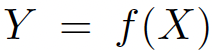 Y = f(X)